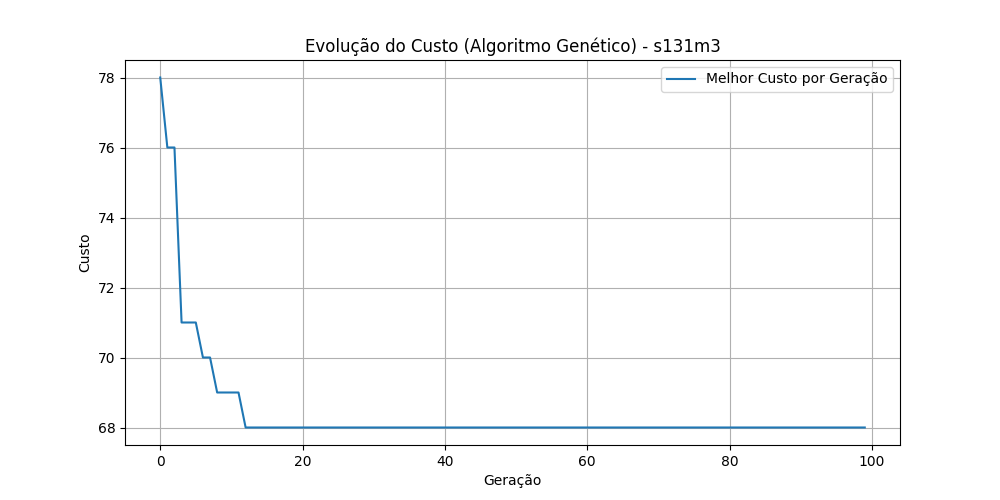 Evolução do Custo (Algoritmo Genético) - s131m3
Melhor Custo por Geração
78
76
74
72
70
68
Custo
0 20 40 60 80 100
Geração